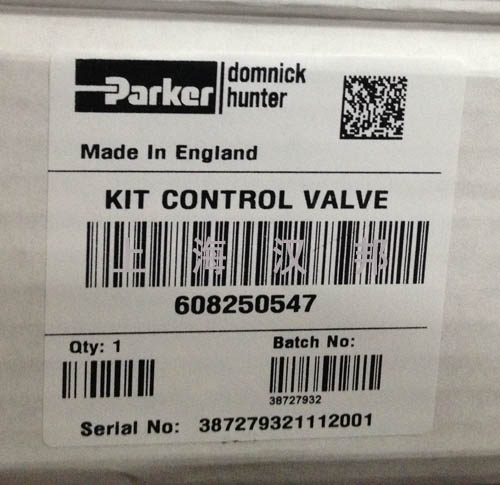 Parker
domnick
hunter
Made In England
KIT CONTROL VALVE
上海汉邦
608250547
Qty: 1
Batch No:
38727932
Serial No: 387279321112001